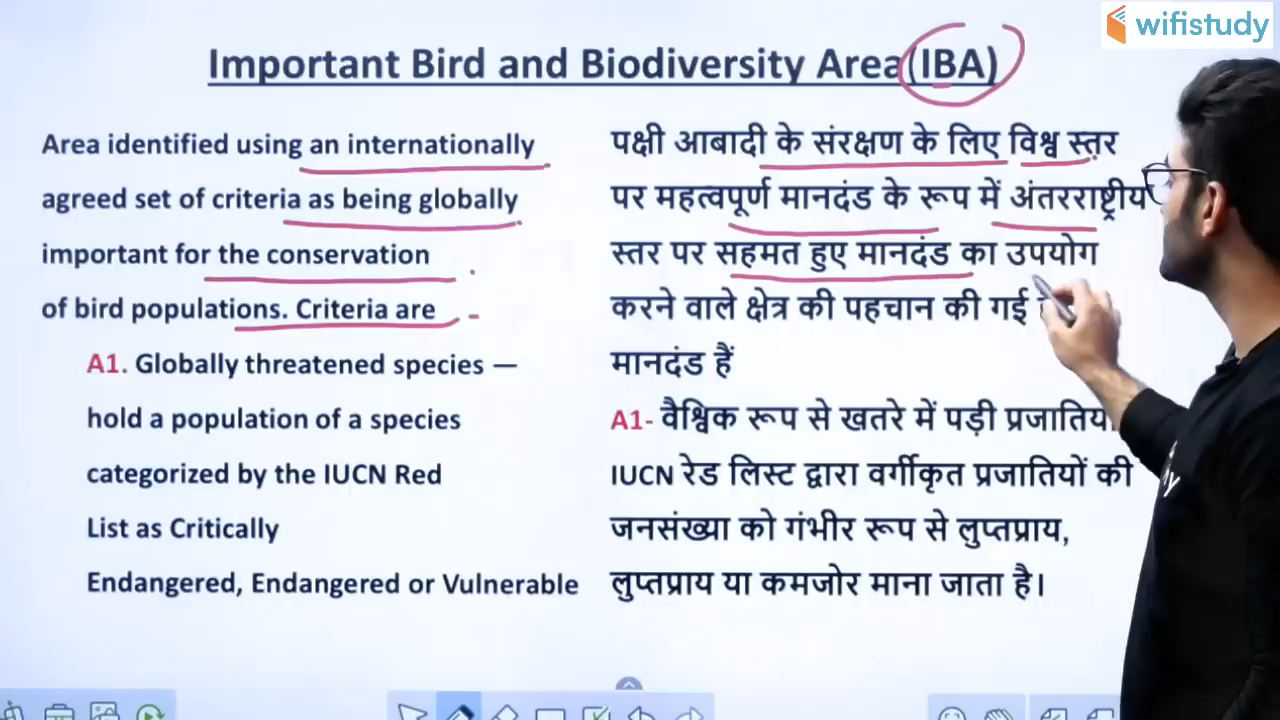 wifistudy
Important Bird and Biodiversity Area (IBA)
Area identified using an internationally
agreed set of criteria as being globally
important for the conservation
of bird populations. Criteria are
A1. Globally threatened species —
hold a population of a species
categorized by the IUCN Red
List as Critically
Endangered, Endangered or Vulnerable
पक्षी आबादी के संरक्षण के लिए विश्व स्तर
पर महत्वपूर्ण मानदंड के रूप में अंतरराष्ट्रीय
स्तर पर सहमत हुए मानदंड का उपयोग
करने वाले क्षेत्र की पहचान की गई
मानदंड हैं
A1- वैश्विक रूप से खतरे में पड़ी
IUCN रेड लिस्ट द्वारा वर्गीकृत प्रजातियों की
जनसंख्या को गंभीर रूप से लुप्तप्राय,
लुप्तप्राय या कमजोर माना जाता है।